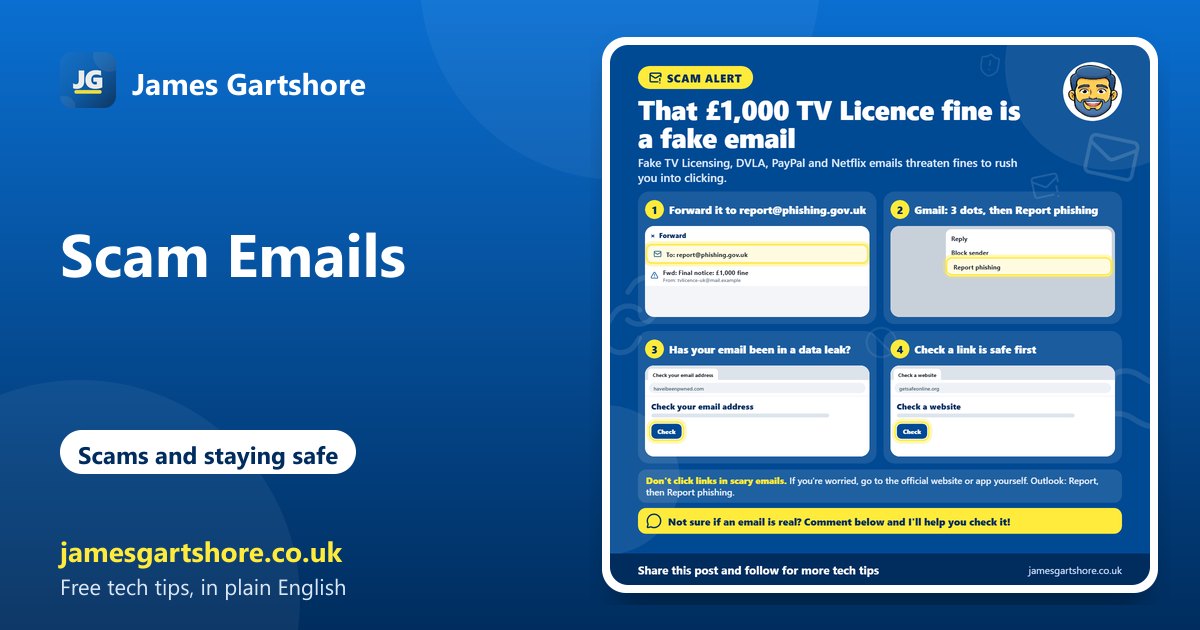 JG
James Gartshore
Scam Emails
Scams and staying safe
jamesgartshore.co.uk
Free tech tips, in plain English
SCAM ALERT
That £1,000 TV Licence fine is
a fake email
Fake TV Licensing, DVLA, PayPal and Netflix emails threaten fines to rush
you into clicking.
1 Forward it to report@phishing.gov.uk
× Forward
To: report@phishing.gov.uk
Fwd: Final notice: £1,000 fine
From: tvlicence-uk@mail.example
2 Gmail: 3 dots, then Report phishing
Reply
Block sender
Report phishing
3 Has your email been in a data leak?
Check your email address
haveibeenpwned.com
Check your email address
Check
4 Check a link is safe first
Check a website
getsafeonline.org
Check a website
Check
Don't click links in scary emails. If you're worried, go to the official website or app yourself. Outlook: Report,
then Report phishing.
Not sure if an email is real? Comment below and I'll help you check it!
Share this post and follow for more tech tips
jamesgartshore.co.uk